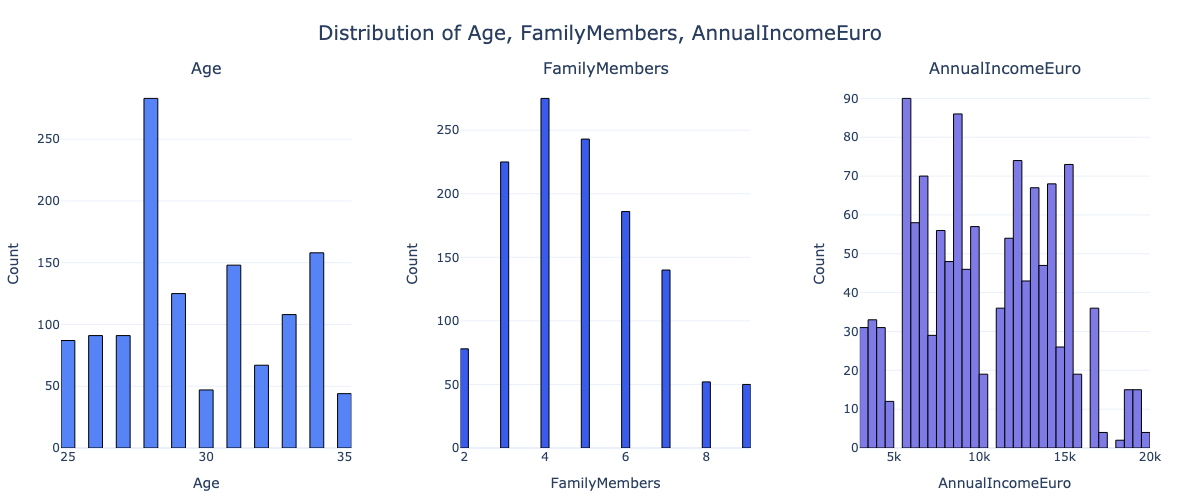 Distribution of Age, FamilyMembers, AnnualIncomeEuro
Age
FamilyMembers
AnnualIncomeEuro
Count
250
200
150
100
50
0
25
30
35
Age
Count
250
200
150
100
50
0
2
4
6
8
FamilyMembers
Count
90
80
70
60
50
40
30
20
10
0
5k
10k
15k
20k
AnnualIncomeEuro